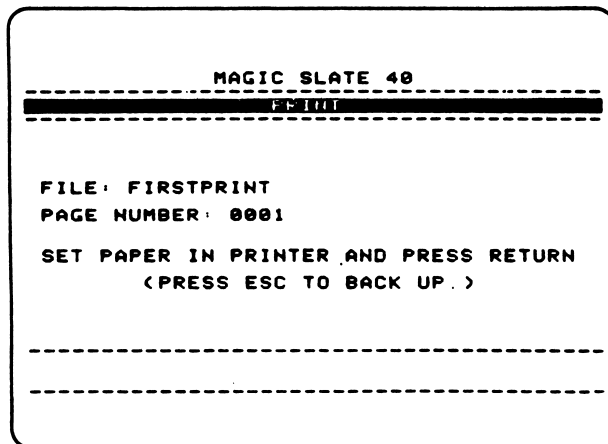 MAGIC SLATE 40
PRINT
FILE: FIRSTPRINT
PAGE NUMBER: 0001
SET PAPER IN PRINTER AND PRESS RETURN
(PRESS ESC TO BACK UP.)